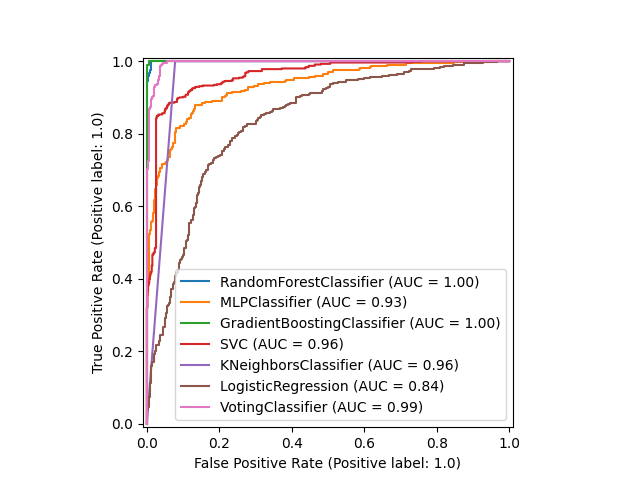 1.0
0.8
0.6
0.4
0.2
0.0
True Positive Rate (Positive label: 1.0)
RandomForestClassifier (AUC = 1.00)
MLPClassifier (AUC = 0.93)
GradientBoostingClassifier (AUC = 1.00)
SVC (AUC = 0.96)
KNeighborsClassifier (AUC = 0.96)
LogisticRegression (AUC = 0.84)
VotingClassifier (AUC = 0.99)
0.0 0.2 0.4 0.6 0.8 1.0
False Positive Rate (Positive label: 1.0)